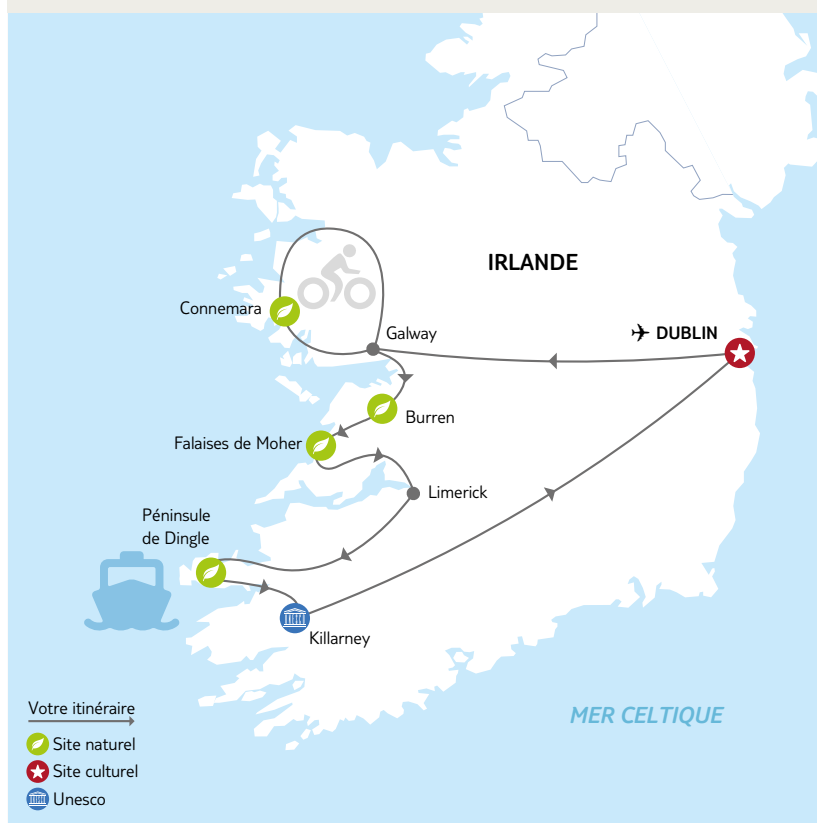 IRLANDE
Connemara
Galway
DUBLIN
Burren
Falaises de Moher
Limerick
Péninsule
de Dingle
Killarney
MER CELTIQUE
Votre itinéraire
Site naturel
Site culturel
Unesco